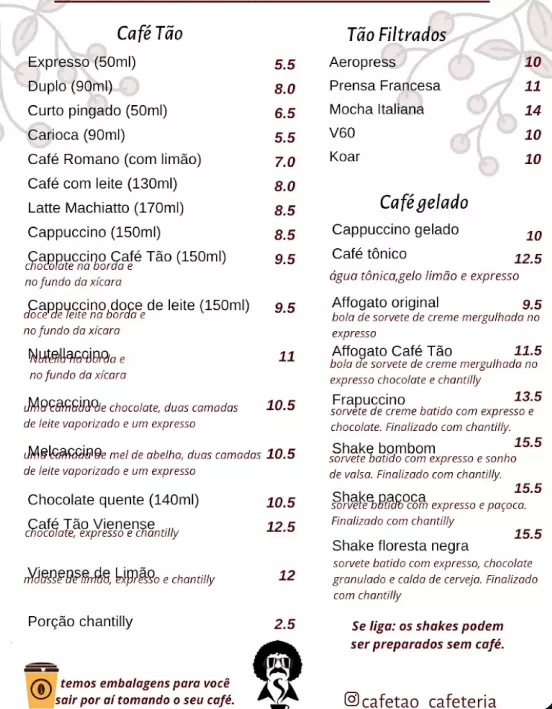 Café Tão
Expresso (50ml) 5.5
Duplo (90ml) 8.0
Curto pingado (50ml) 6.5
Carioca (90ml) 5.5
Café Romano (com limão) 7.0
Café com leite (130ml) 8.0
Latte Machiatto (170ml) 8.5
Cappuccino (150ml) 8.5
Cappuccino Café Tão (150ml) 9.5
chocolate na borda e
no fundo da xícara
Cappuccino doce de leite (150ml) 9.5
doce de leite na borda e
no fundo da xícara
Nutellaccino 11
Nutella na borda e
no fundo da xícara
Mocaccino 10.5
uma camada de chocolate, duas camadas
de leite vaporizado e um expresso
Melcaccino 10.5
uma camada de mel de abelha, duas camadas
de leite vaporizado e um expresso
Chocolate quente (140ml) 10.5
Café Tão Vienense 12.5
chocolate, expresso e chantilly
Vienense de Limão 12
mousse de limão, expresso e chantilly
Porção chantilly 2.5
temos embalagens para você
sair por aí tomando o seu café.
Tão Filtrados
Aeropress 10
Prensa Francesa 11
Mocha Italiana 14
V60 10
Koar 10
Café gelado
Cappuccino gelado 10
Café tônico 12.5
água tônica,gelo limão e expresso
Affogato original 9.5
bola de sorvete de creme mergulhada no
expresso
Affogato Café Tão 11.5
bola de sorvete de creme mergulhada no
expresso chocolate e chantilly
Frapuccino 13.5
sorvete de creme batido com expresso e
chocolate. Finalizado com chantilly.
Shake bombom 15.5
sorvete batido com expresso e sonho
de valsa. Finalizado com chantilly.
Shake paçoca 15.5
sorvete batido com expresso e paçoca.
Finalizado com chantilly
Shake floresta negra 15.5
sorvete batido com expresso, chocolate
granulado e calda de cerveja. Finalizado
com chantilly
Se liga: os shakes podem
ser preparados sem café.
cafetao_cafeteria